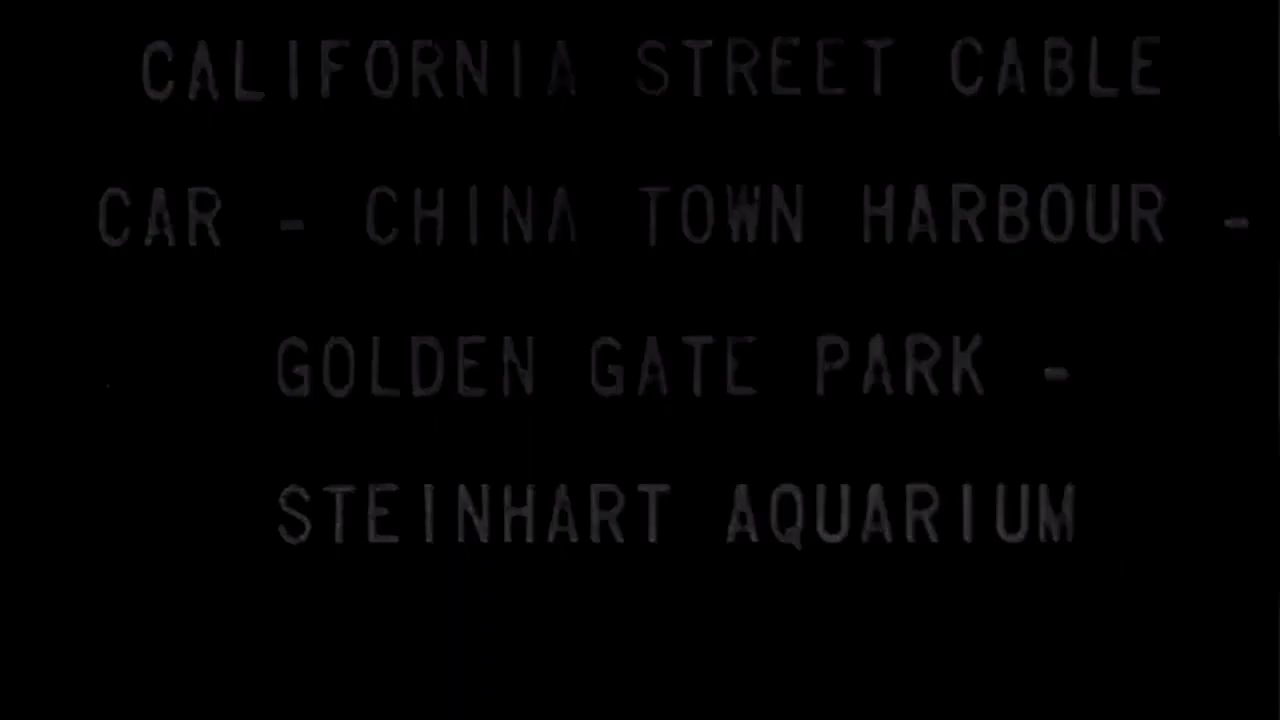 CALIFORNIA STREET CABLE
CAR - CHINA TOWN HARBOUR -
GOLDEN GATE PARK -
STEINHART AQUARIUM